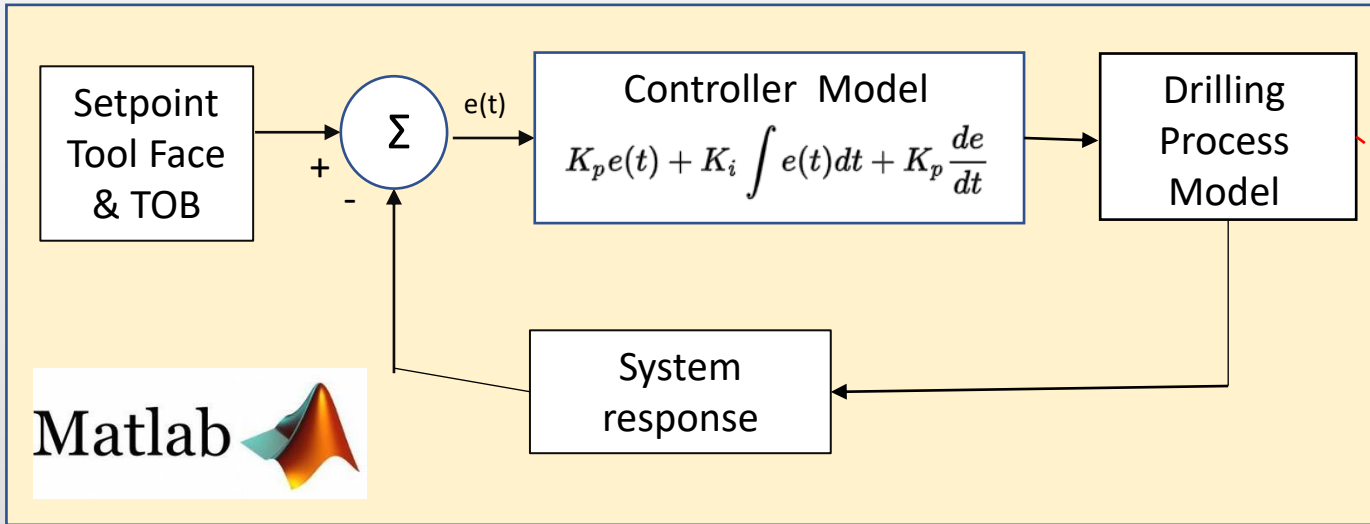 Setpoint
Tool Face
& TOB
+
-
Σ
e(t)
Controller Model
K_p e(t) + K_i ∫ e(t)dt + K_p de/dt
Drilling
Process
Model
System
response
Matlab